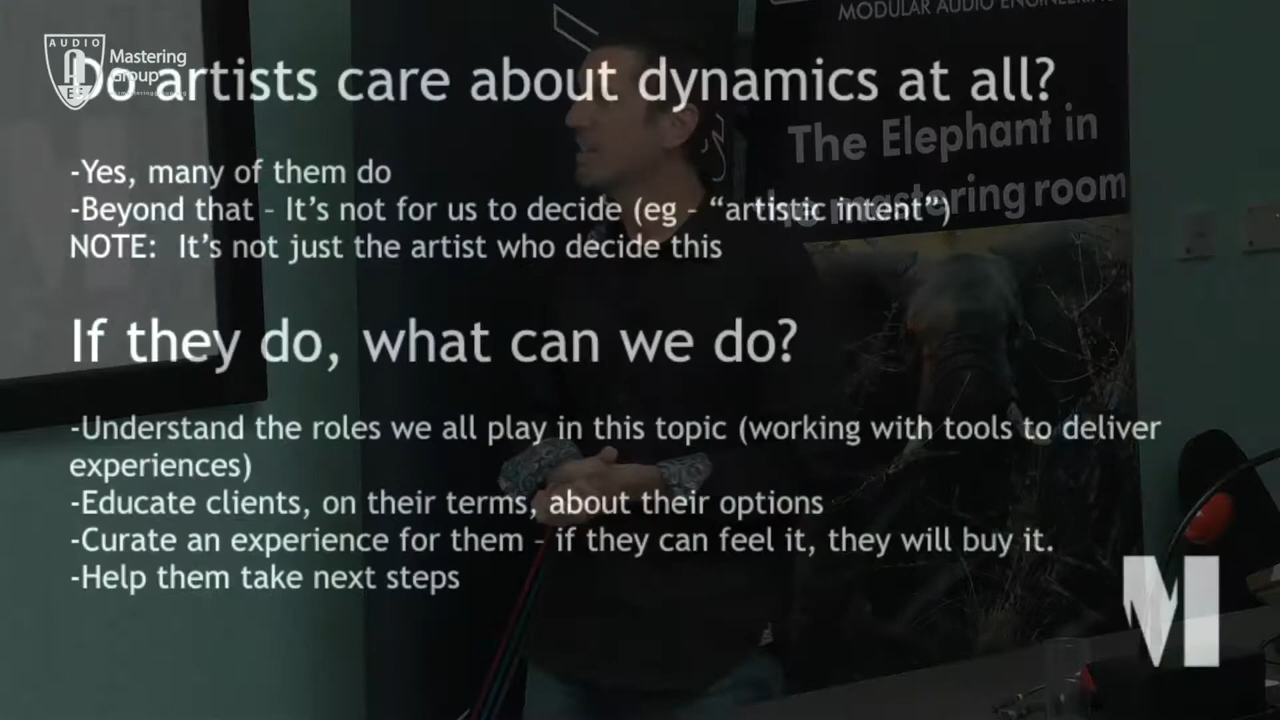 AUDIO
AES
Mastering
Group
MODULAR AUDIO ENGINEERING
Do artists care about dynamics at all?
The Elephant in
mastering room
-Yes, many of them do
-Beyond that – It’s not for us to decide (eg – “artistic intent”)
NOTE:  It’s not just the artist who decide this
If they do, what can we do?
-Understand the roles we all play in this topic (working with tools to deliver
experiences)
-Educate clients, on their terms, about their options
-Curate an experience for them – if they can feel it, they will buy it.
-Help them take next steps
M